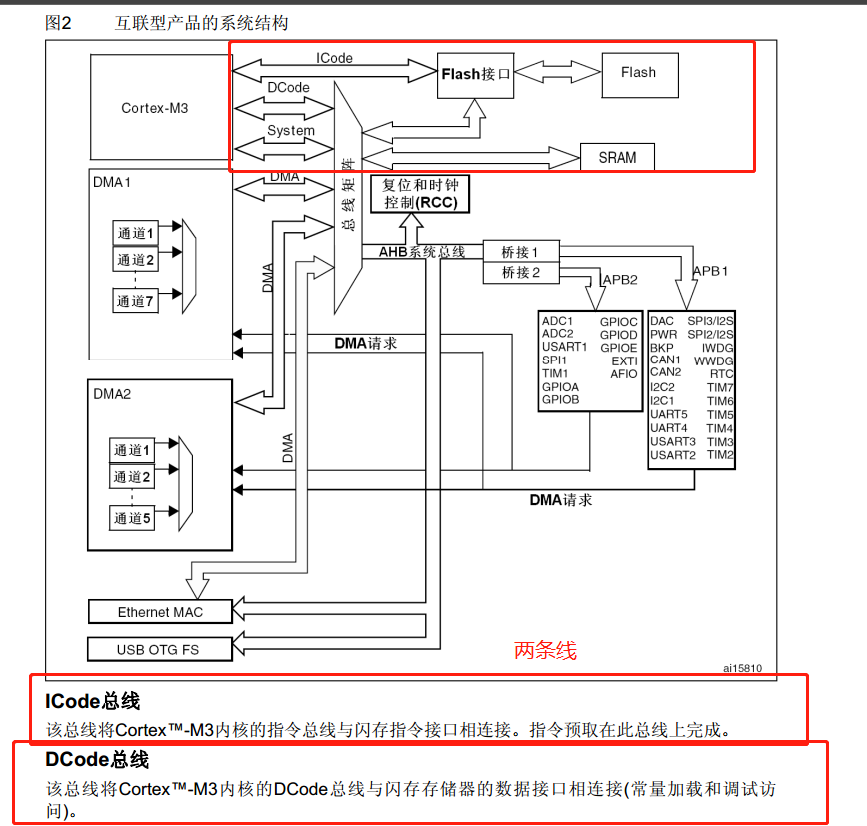 图2 互联型产品的系统结构
ICode
Flash接口
Flash
Cortex-M3
DCode
System
SRAM
总线矩阵
DMA1
DMA
复位和时钟
控制(RCC)
通道1
通道2
通道7
AHB系统总线
桥接1
桥接2
DMA
APB2
APB1
ADC1 GPIOC
ADC2 GPIOD
USART1 GPIOE
SPI1 EXTI
TIM1 AFIO
GPIOA
GPIOB
DAC SPI3/I2S
PWR SPI2/I2S
BKP IWDG
CAN1 WWDG
CAN2 RTC
I2C2 TIM7
I2C1 TIM6
UART5 TIM5
UART4 TIM4
USART3 TIM3
USART2 TIM2
DMA请求
DMA2
DMA
通道1
通道2
通道5
DMA请求
Ethernet MAC
USB OTG FS
两条线
ai15810
ICode总线
该总线将Cortex™-M3内核的指令总线与闪存指令接口相连接。指令预取在此总线上完成。
DCode总线
该总线将Cortex™-M3内核的DCode总线与闪存存储器的数据接口相连接(常量加载和调试访
问)。